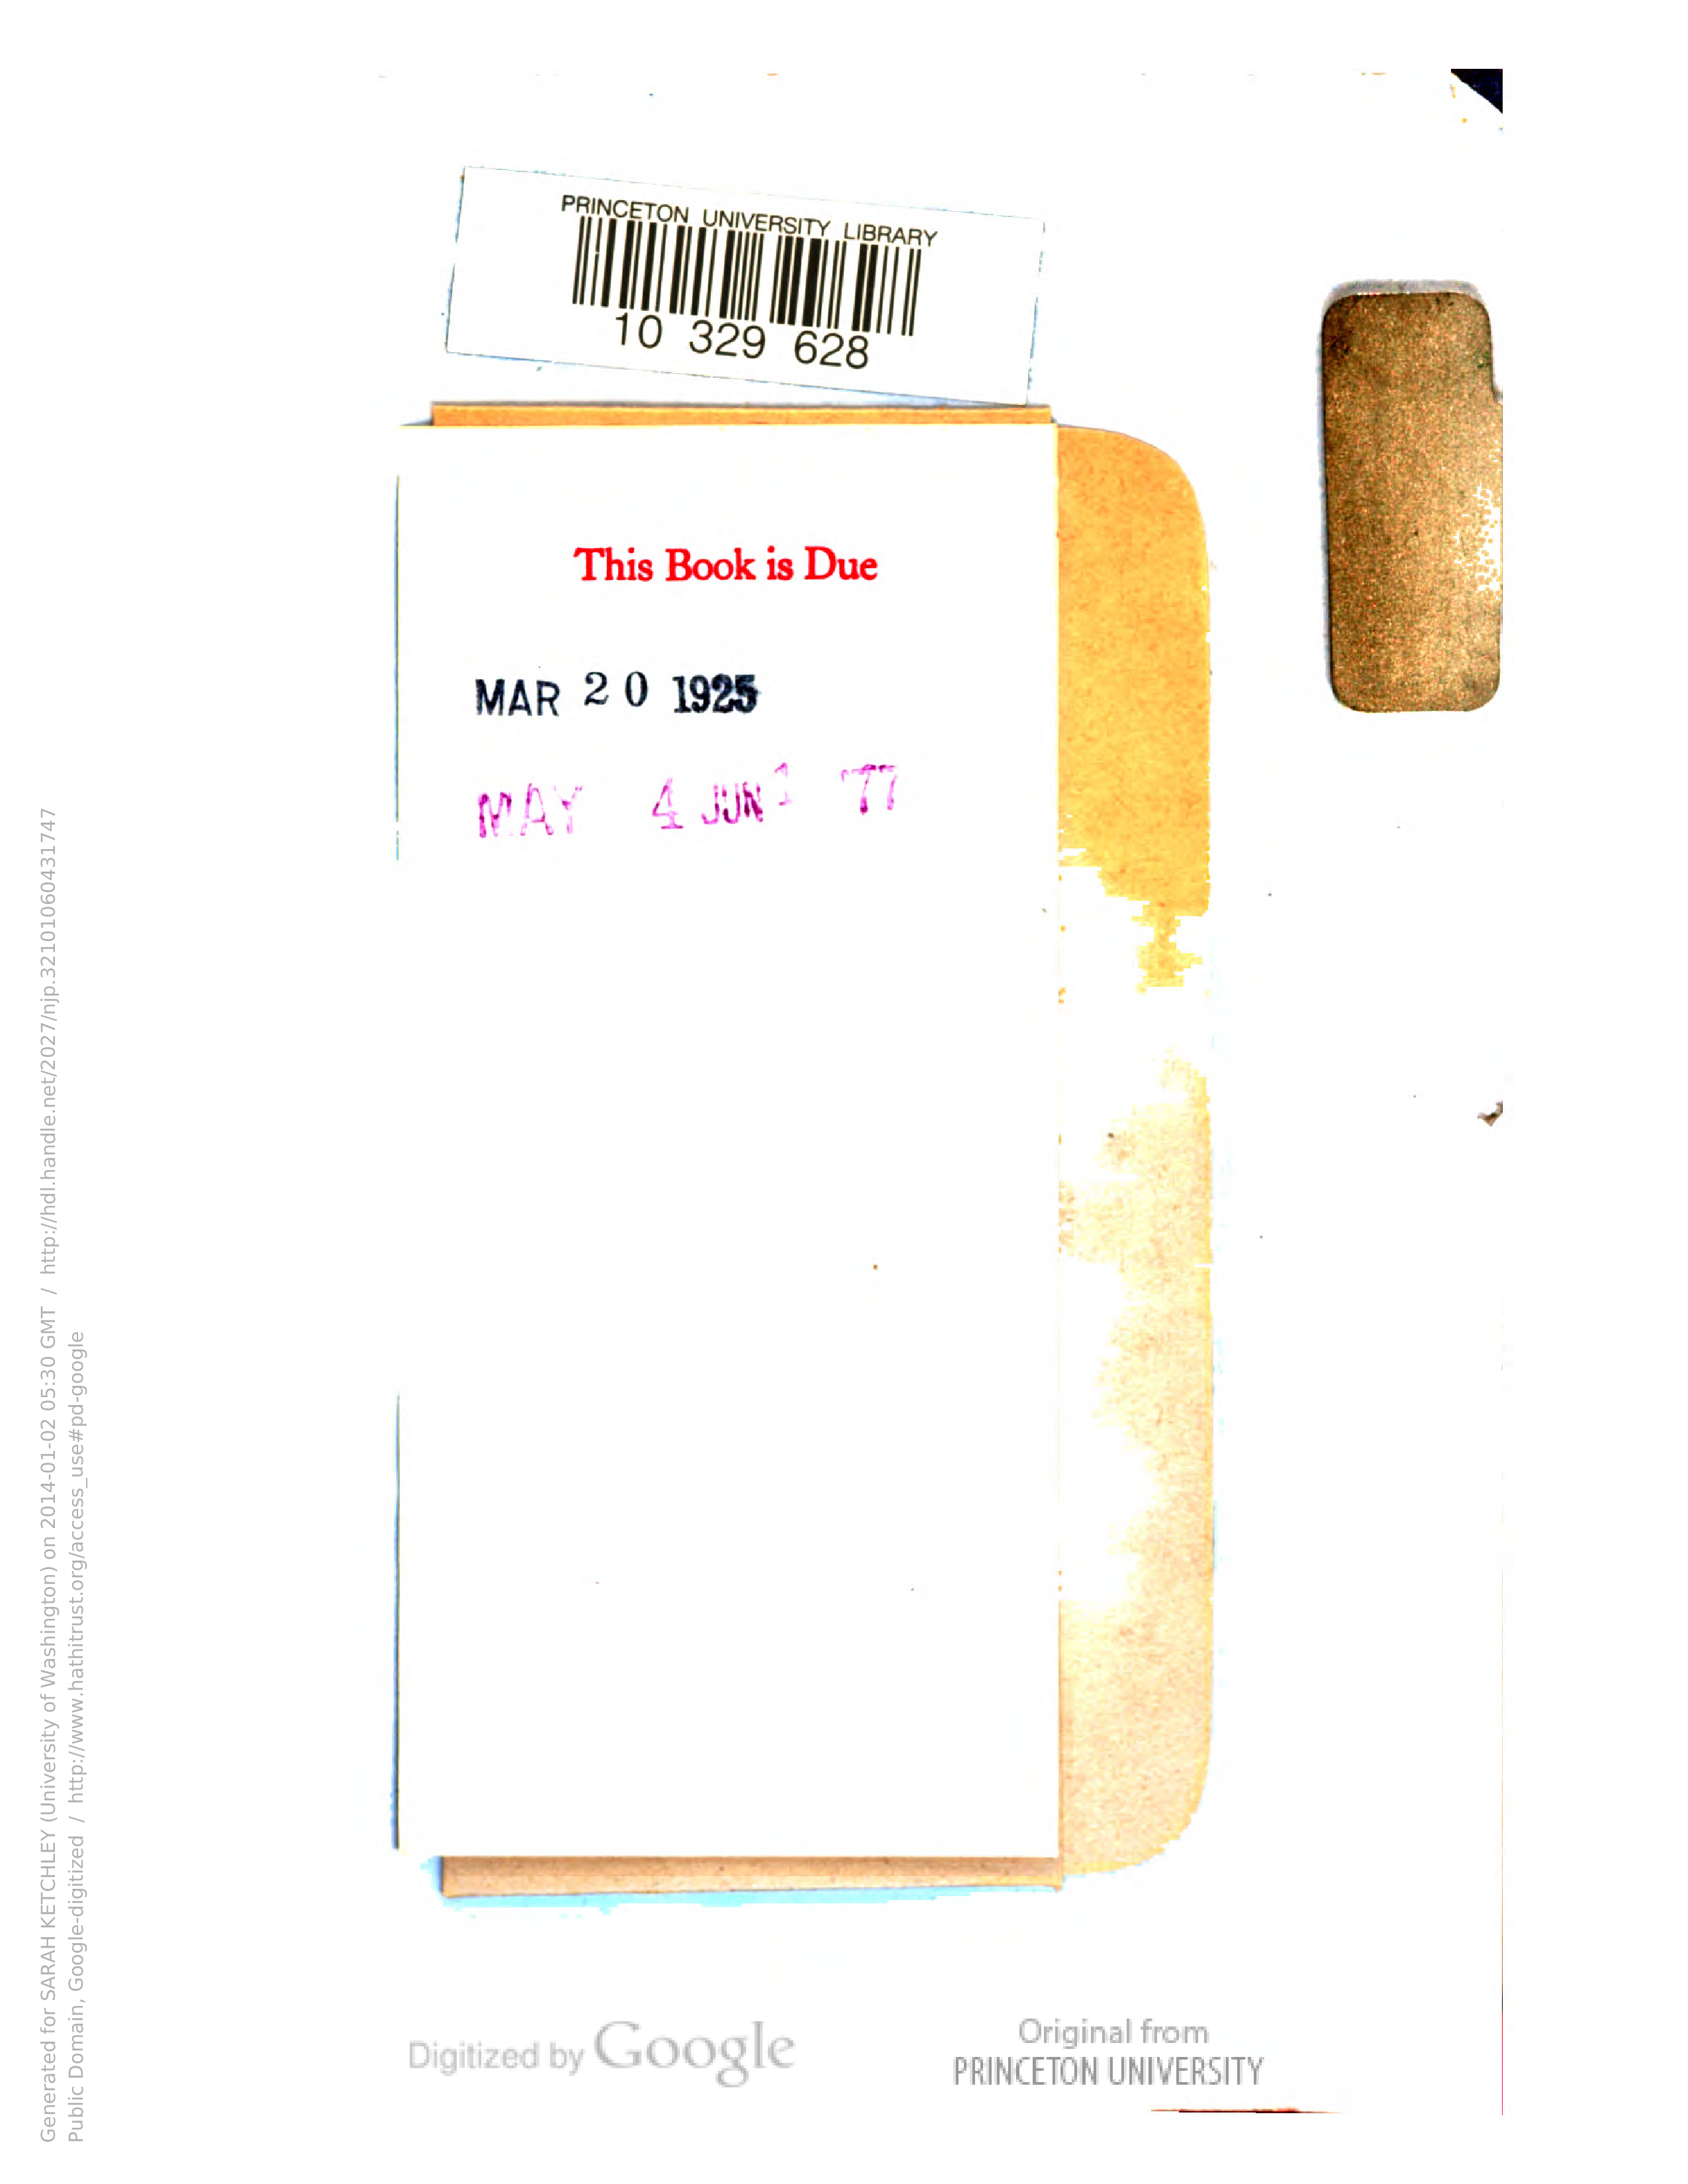 PRINCETON UNIVERSITY LIBRARY
10 329 628
This Book is Due
MAR 20 1925
MAY 4 JUN 1 '77
Digitized by Google
Original from
PRINCETON UNIVERSITY
Generated for SARAH KETCHLEY (University of Washington) on 2014-01-02 05:30 GMT / http://hdl.handle.net/2027/njp.32101060431747
Public Domain, Google-digitized / http://www.hathitrust.org/access_use#pd-google